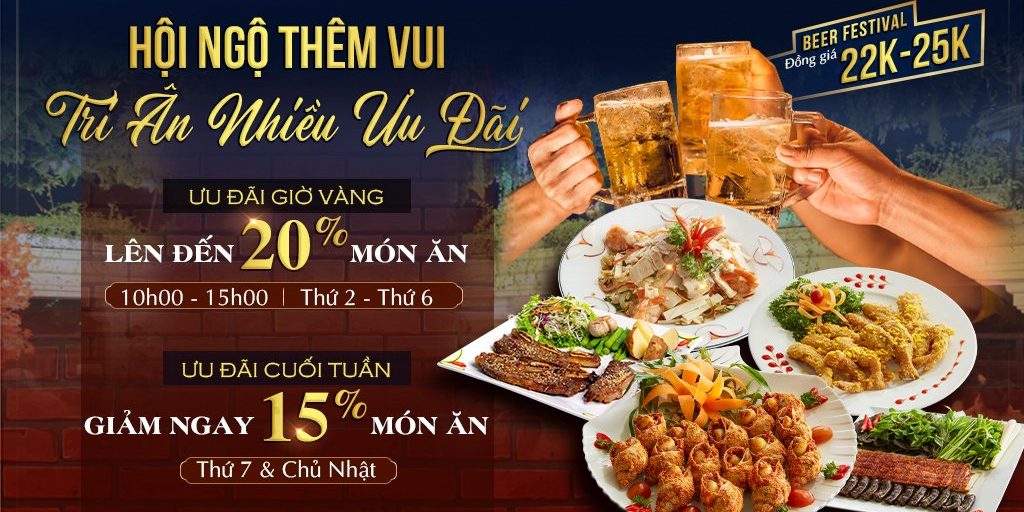 HỘI NGỘ THÊM VUI
Tri Ân Nhiều Ưu Đãi
BEER FESTIVAL
Đồng giá 22K-25K
ƯU ĐÃI GIỜ VÀNG
LÊN ĐẾN 20% MÓN ĂN
10h00 - 15h00 | Thứ 2 - Thứ 6
ƯU ĐÃI CUỐI TUẦN
GIẢM NGAY 15% MÓN ĂN
Thứ 7 & Chủ Nhật